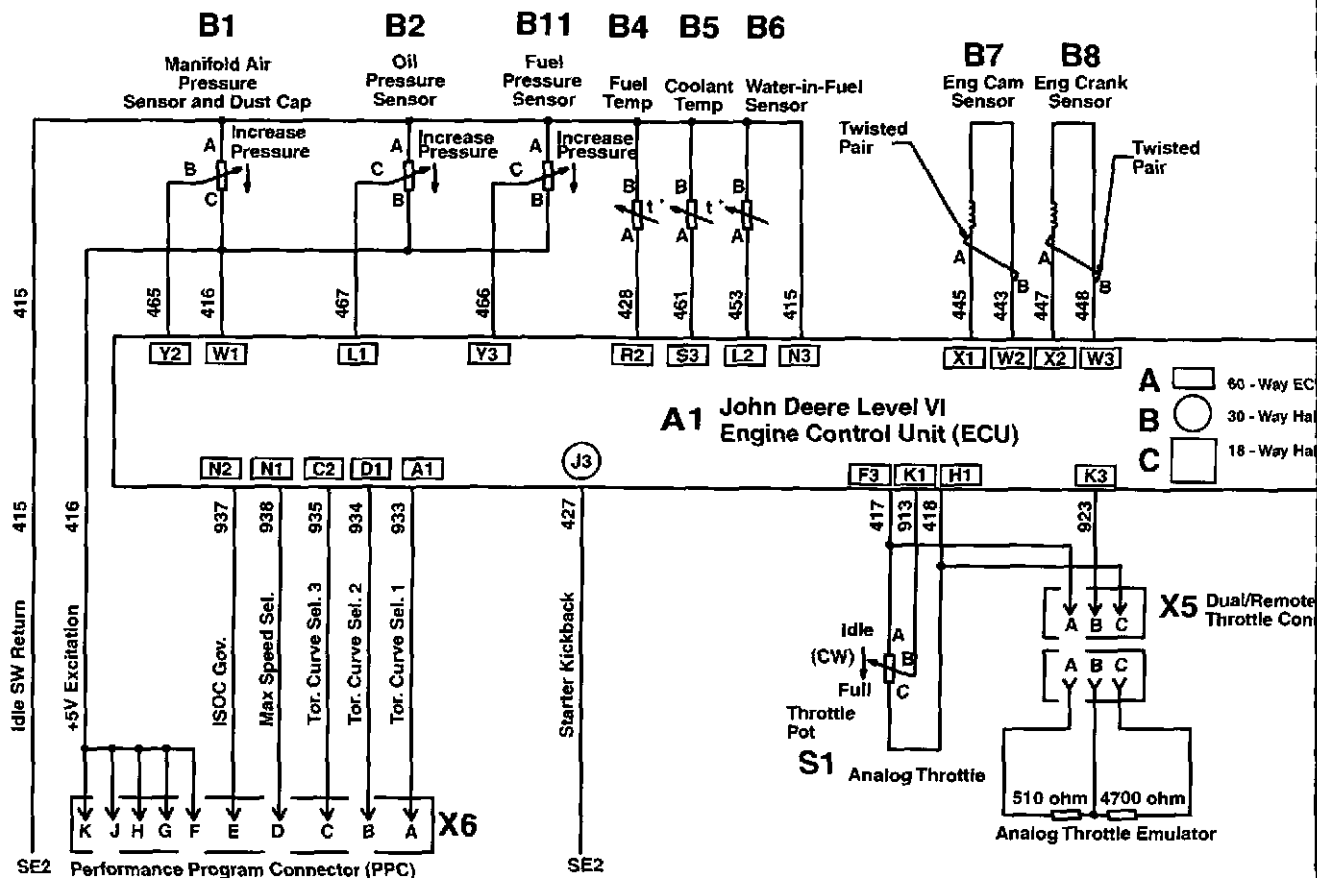 B1 B2 B11 B4 B5 B6 B7 B8
Manifold Air
Pressure
Sensor and Dust Cap
Oil
Pressure
Sensor
Fuel
Pressure
Sensor
Fuel
Temp
Coolant
Temp
Water-in-Fuel
Sensor
Eng Cam
Sensor
Eng Crank
Sensor
A
B
C
Increase
Pressure
A
C
B
Increase
Pressure
A
C
B
Increase
Pressure
B
t°
A
B
t°
A
B
A
Twisted
Pair
A
B
Twisted
Pair
A
B
415
465
416
467
466
428
461
453
415
445
443
447
448
Y2 W1 L1 Y3 R2 S3 L2 N3 X1 W2 X2 W3
A1 John Deere Level VI
Engine Control Unit (ECU)
A 60 - Way EC
B 30 - Way Hal
C 18 - Way Hal
N2 N1 C2 D1 A1 J3 F3 K1 H1 K3
415
416
937
938
935
934
933
427
417
913
418
923
Idle SW Return
+5V Excitation
ISOC Gov.
Max Speed Sel.
Tor. Curve Sel. 3
Tor. Curve Sel. 2
Tor. Curve Sel. 1
Starter Kickback
Idle
(CW)
Full
A
B
C
Throttle
Pot
S1 Analog Throttle
A B C
X5 Dual/Remote
Throttle Con
A B C
510 ohm 4700 ohm
Analog Throttle Emulator
K J H G F E D C B A
X6
SE2 Performance Program Connector (PPC)
SE2